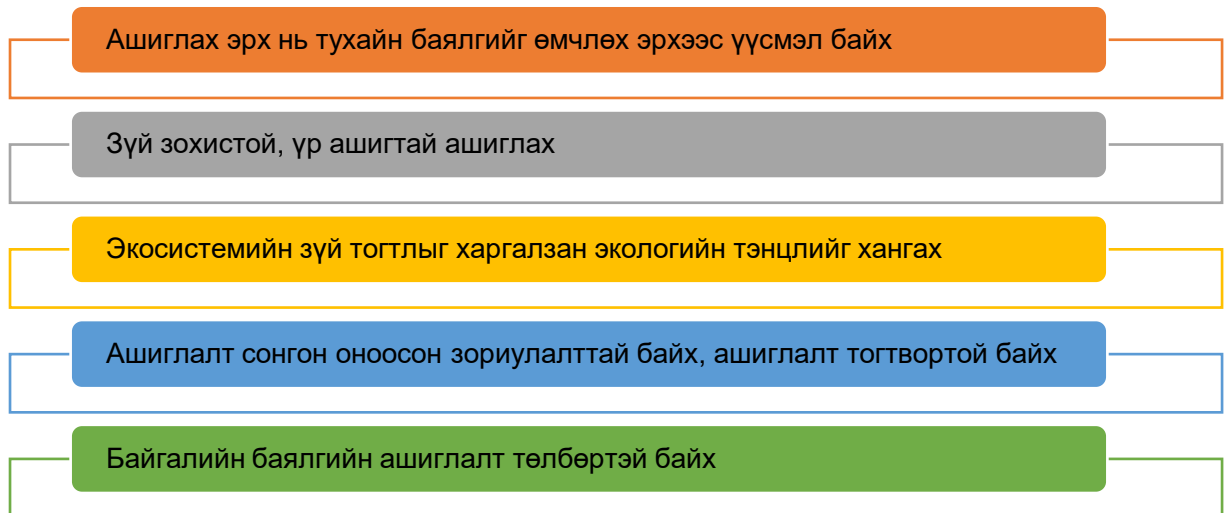 Ашиглах эрх нь тухайн баялгийг өмчлөх эрхээс үүсмэл байх
Зүй зохистой, үр ашигтай ашиглах
Экосистемийн зүй тогтлыг харгалзан экологийн тэнцлийг хангах
Ашиглалт сонгон оноосон зориулалттай байх, ашиглалт тогтвортой байх
Байгалийн баялгийн ашиглалт төлбөртэй байх